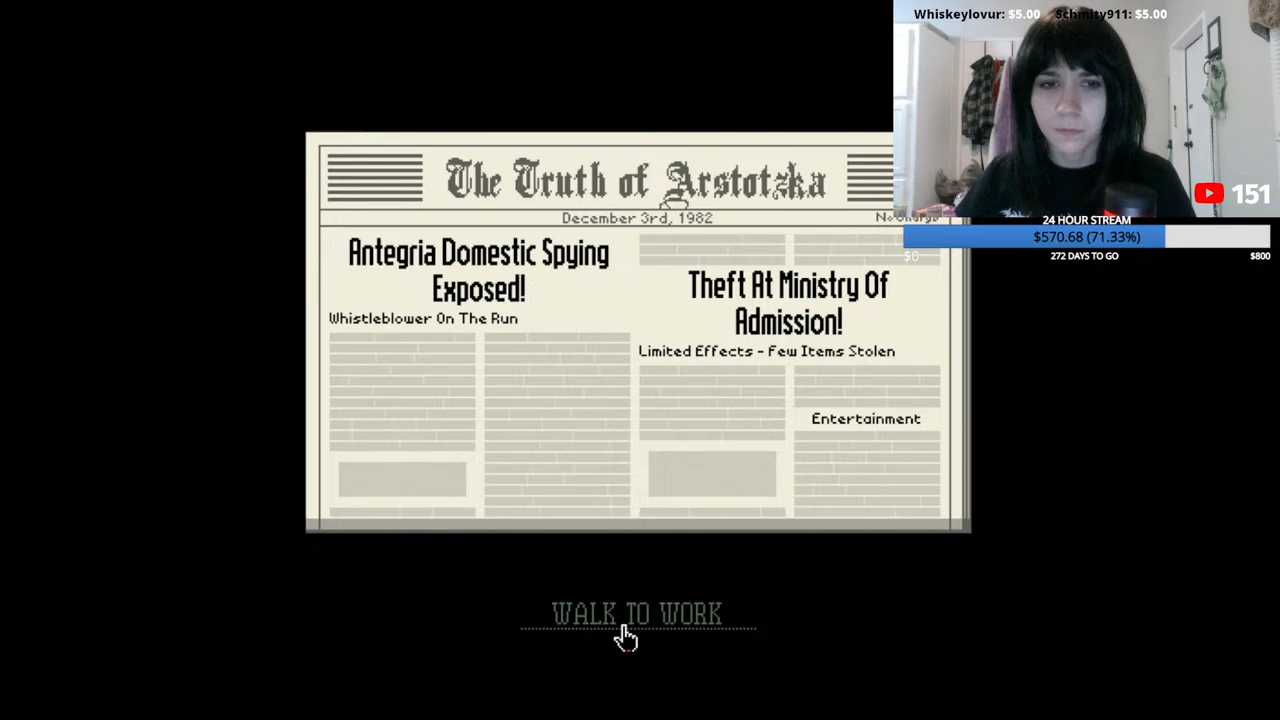 Whiskeylovur: $5.00 Schmity911: $5.00
151
24 HOUR STREAM
$570.68 (71.33%)
$0
272 DAYS TO GO
$800
The Truth of Arstotzka
December 3rd, 1982
Antegria Domestic Spying
Exposed!
Whistleblower On The Run
Theft At Ministry Of
Admission!
Limited Effects - Few Items Stolen
Entertainment
WALK TO WORK